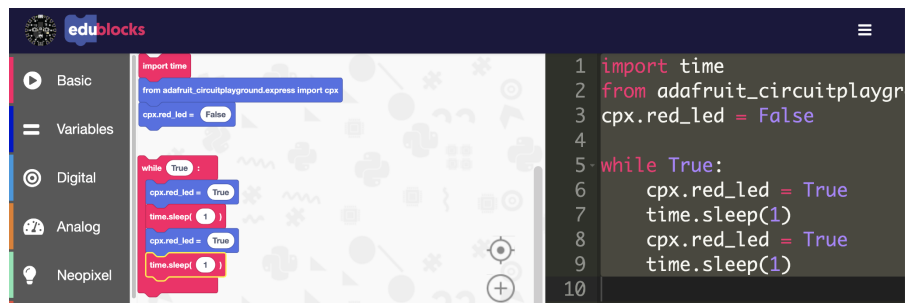 edublocks
Basic
Variables
Digital
Analog
Neopixel
import time
from adafruit_circuitplayground.express import cpx
cpx.red_led = False
while True :
cpx.red_led = True
time.sleep( 1 )
cpx.red_led = True
time.sleep( 1 )
1 import time
2 from adafruit_circuitplaygr
3 cpx.red_led = False
4
5 while True:
6 cpx.red_led = True
7 time.sleep(1)
8 cpx.red_led = True
9 time.sleep(1)
10